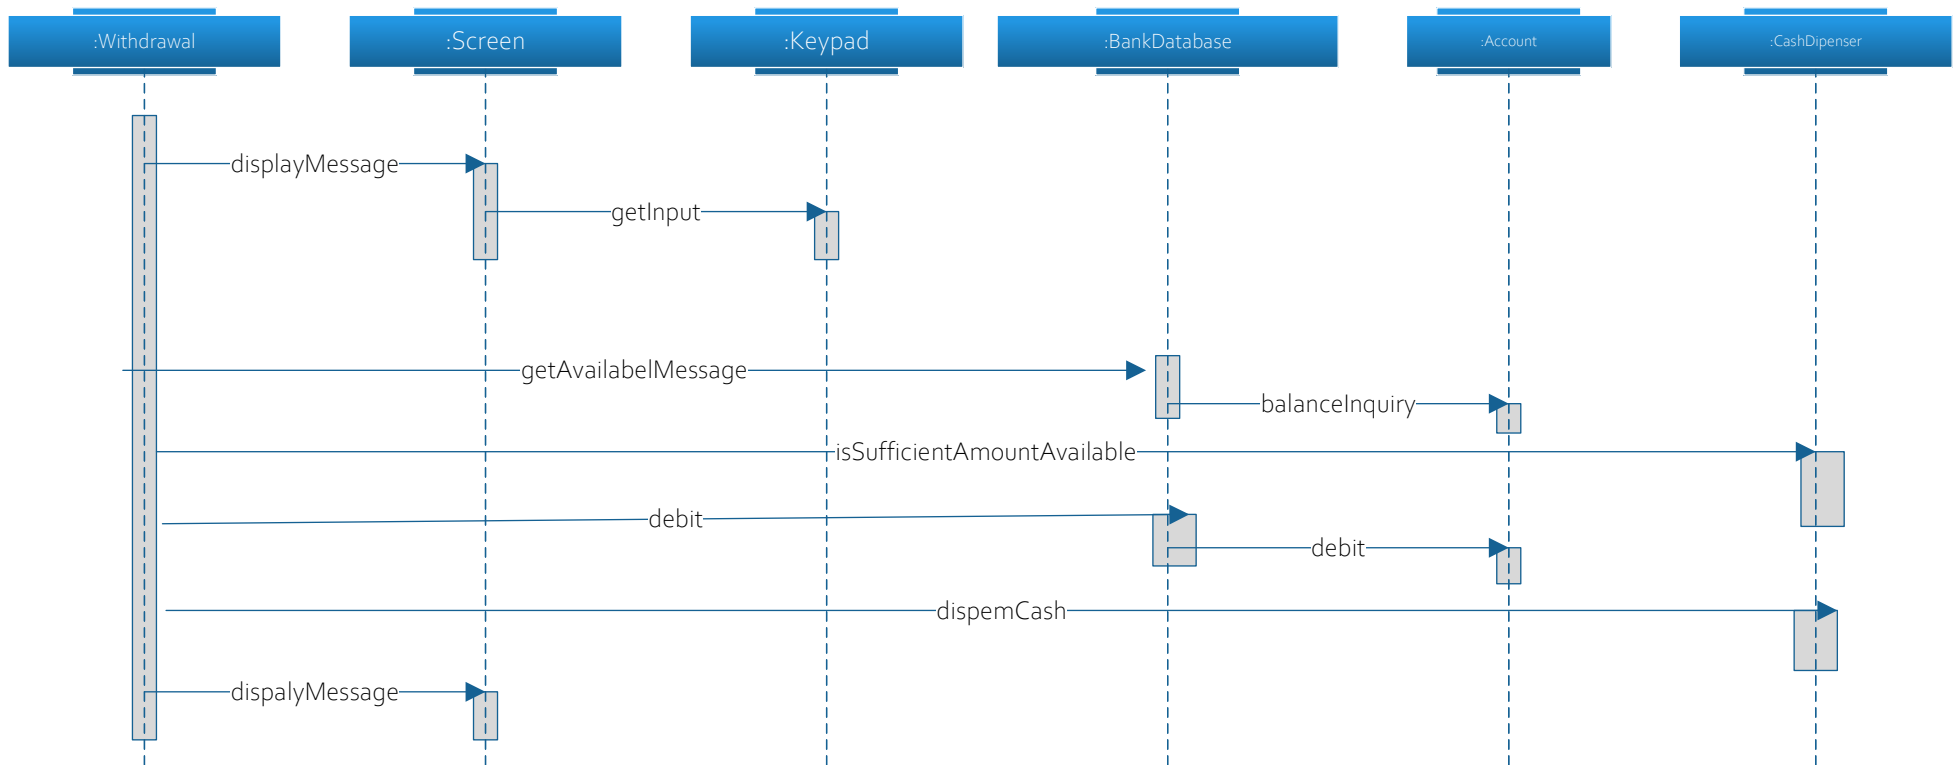 :Withdrawal
:Screen
:Keypad
:BankDatabase
:Account
:CashDipenser
displayMessage
getInput
getAvailabelMessage
balanceInquiry
isSufficientAmountAvailable
debit
debit
dispemCash
dispalyMessage